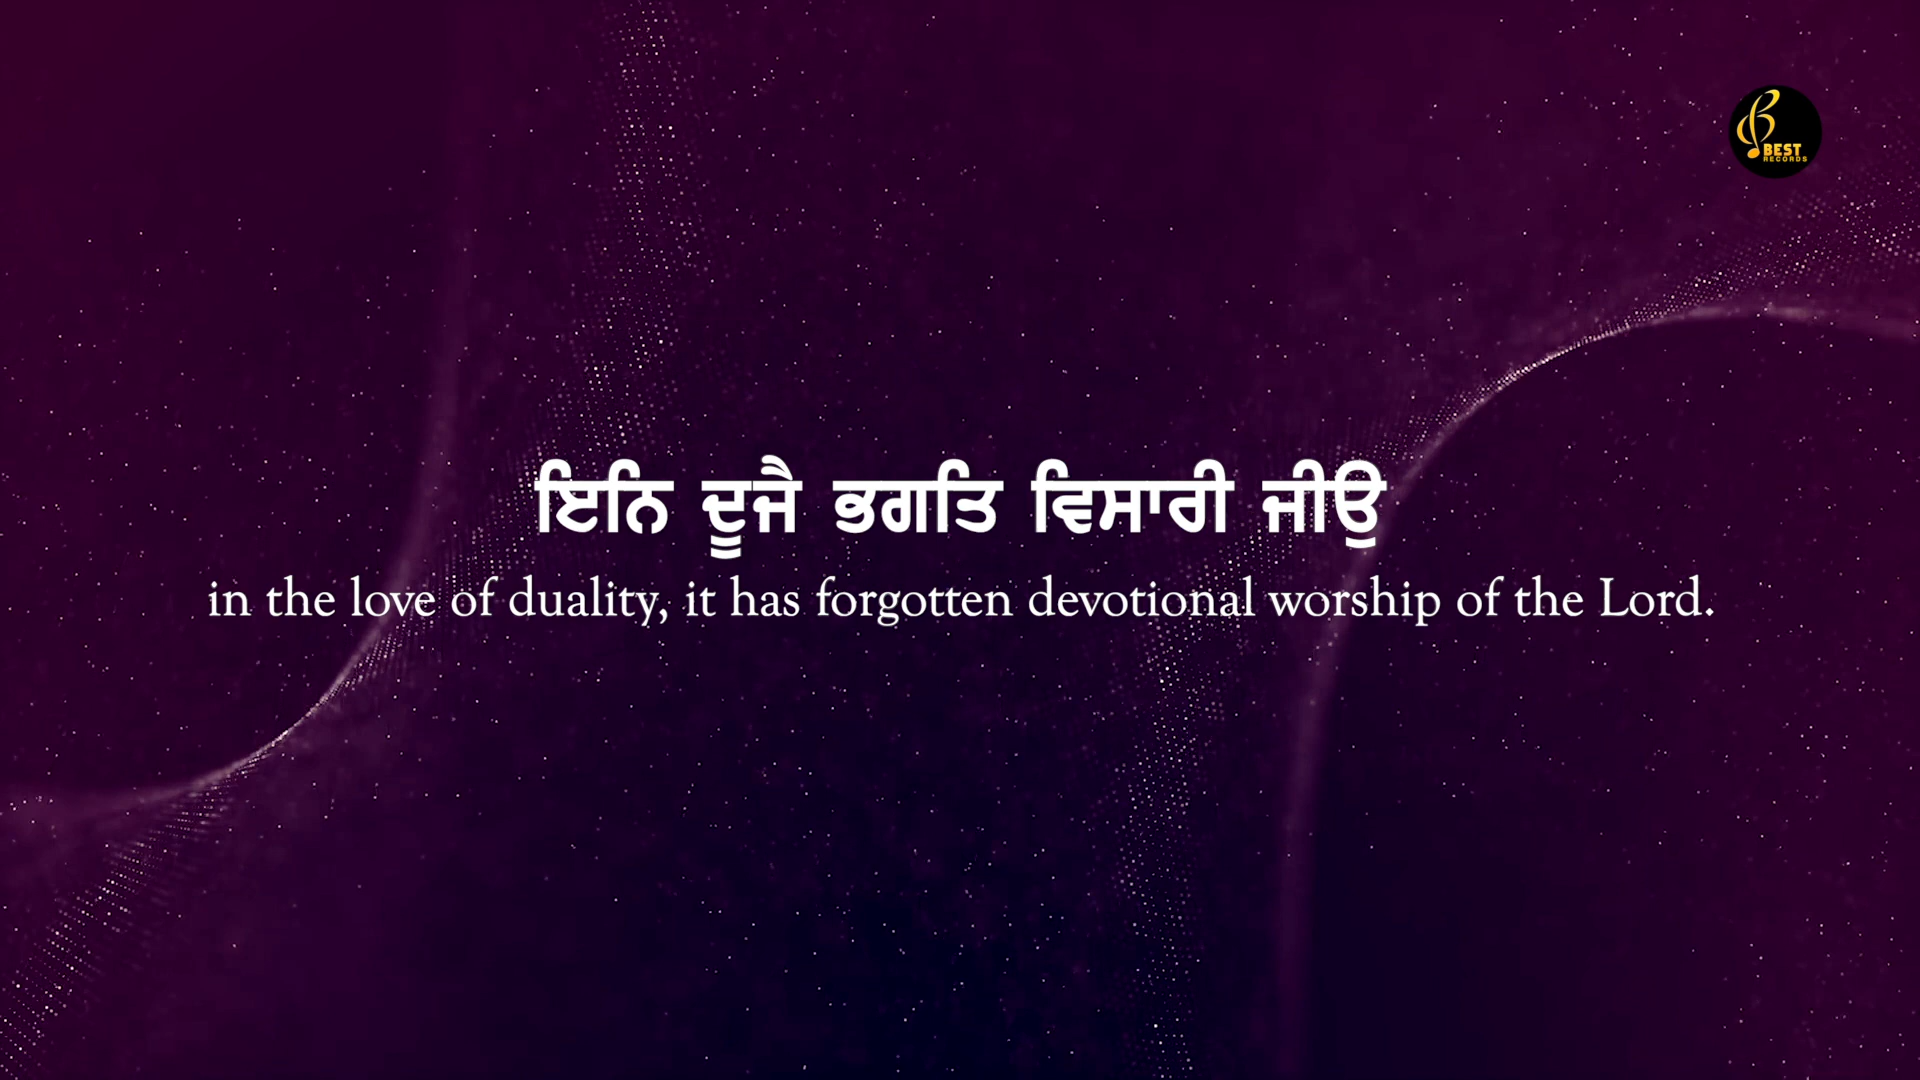 BEST
RECORDS
ਇਨਿ ਦੂਜੈ ਭਗਤਿ ਵਿਸਾਰੀ ਜੀਉ
in the love of duality, it has forgotten devotional worship of the Lord.